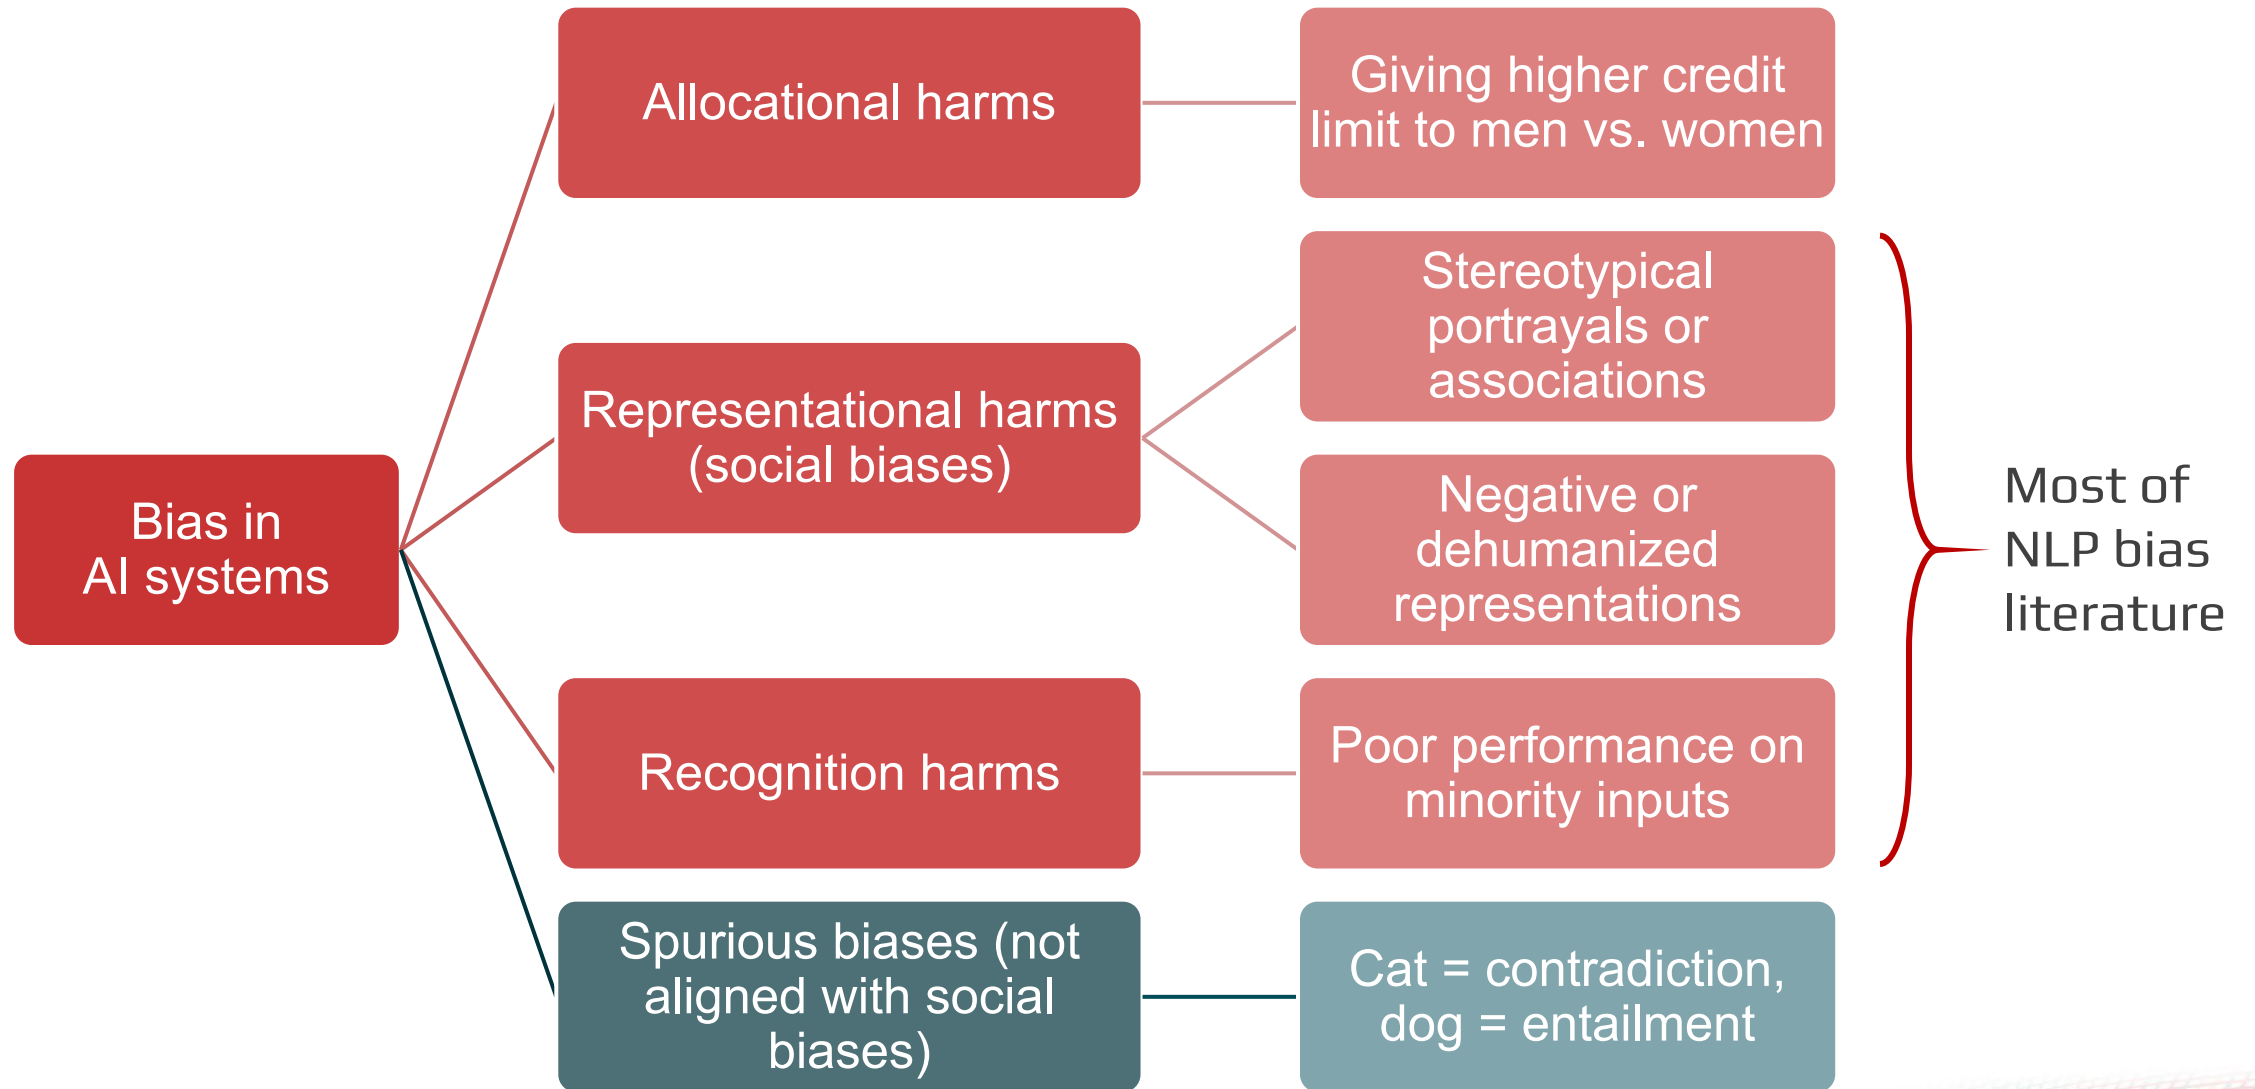 Bias in
AI systems
Allocational harms
Giving higher credit
limit to men vs. women
Representational harms
(social biases)
Stereotypical
portrayals or
associations
Negative or
dehumanized
representations
Recognition harms
Poor performance on
minority inputs
Spurious biases (not
aligned with social
biases)
Cat = contradiction,
dog = entailment
Most of
NLP bias
literature